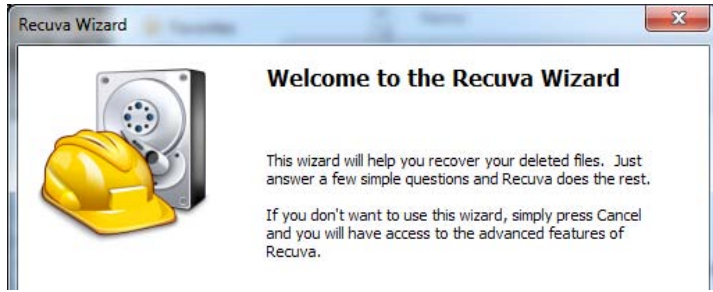 Recuva Wizard
Welcome to the Recuva Wizard
This wizard will help you recover your deleted files.  Just
answer a few simple questions and Recuva does the rest.
If you don't want to use this wizard, simply press Cancel
and you will have access to the advanced features of
Recuva.